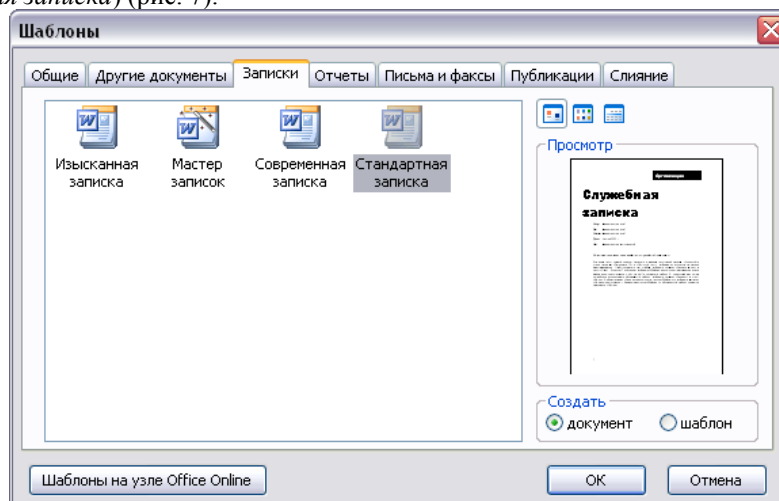 я записка) (рис. 7).
Шаблоны
Общие Другие документы Записки Отчеты Письма и факсы Публикации Слияние
Изысканная записка
Мастер записок
Современная записка
Стандартная записка
Просмотр
Служебная
записка
Создать
документ шаблон
Шаблоны на узле Office Online ОК Отмена